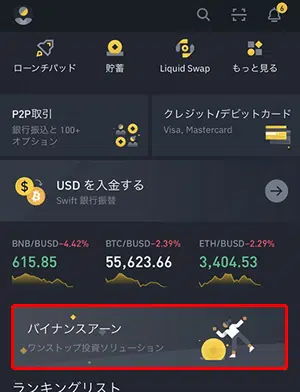 6
ローンチパッド 貯蓄 Liquid Swap もっと見る
P2P取引
銀行振込と 100+
オプション
クレジット/デビットカード
Visa, Mastercard
USD を入金する
Swift 銀行振替
BNB/BUSD-4.42% BTC/BUSD-2.39% ETH/BUSD-2.29%
615.85 55,623.66 3,404.53
バイナンスアーン
ワンストップ投資ソリューション
ランキングリスト